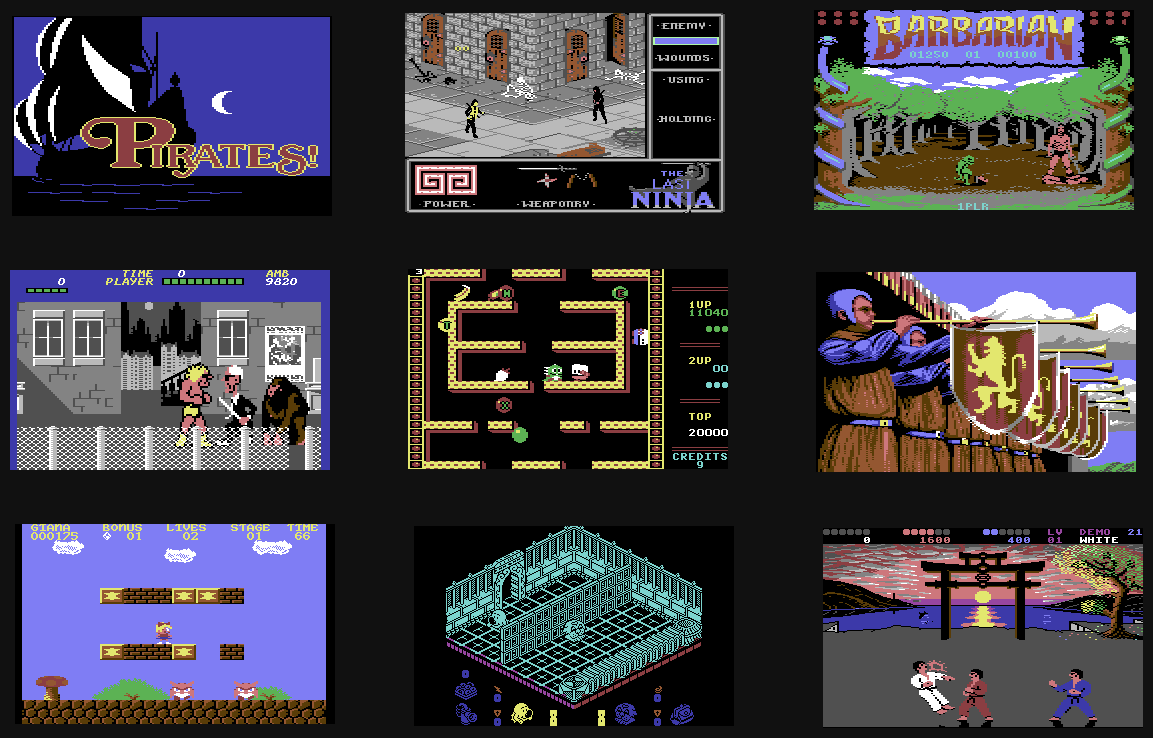 PIRATES!
·ENEMY·
·WOUNDS·
·USING·
·HOLDING·
·POWER·
·WEAPONRY·
THE
LAST
NINJA
BARBARIAN
01250 01 00100
1PLR
TIME 0 AMB
0 PLAYER 9820
3
1UP
11040
2UP
00
TOP
20000
CREDITS
9
GIANA BONUS LIVES STAGE TIME
000175 01 02 01 66
LV DEMO 21
0 1600 400 01 WHITE